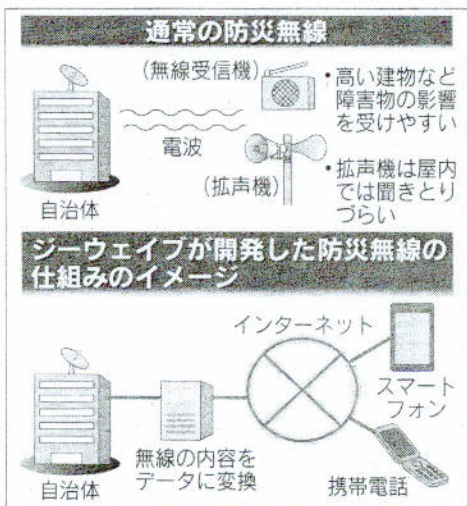 通常の防災無線
(無線受信機)
・高い建物など
障害物の影響
を受けやすい
電波
(拡声機)
・拡声機は屋内
では聞きとり
づらい
自治体
ジーウェイブが開発した防災無線の
仕組みのイメージ
インターネット
スマート
フォン
無線の内容を
データに変換
自治体
携帯電話